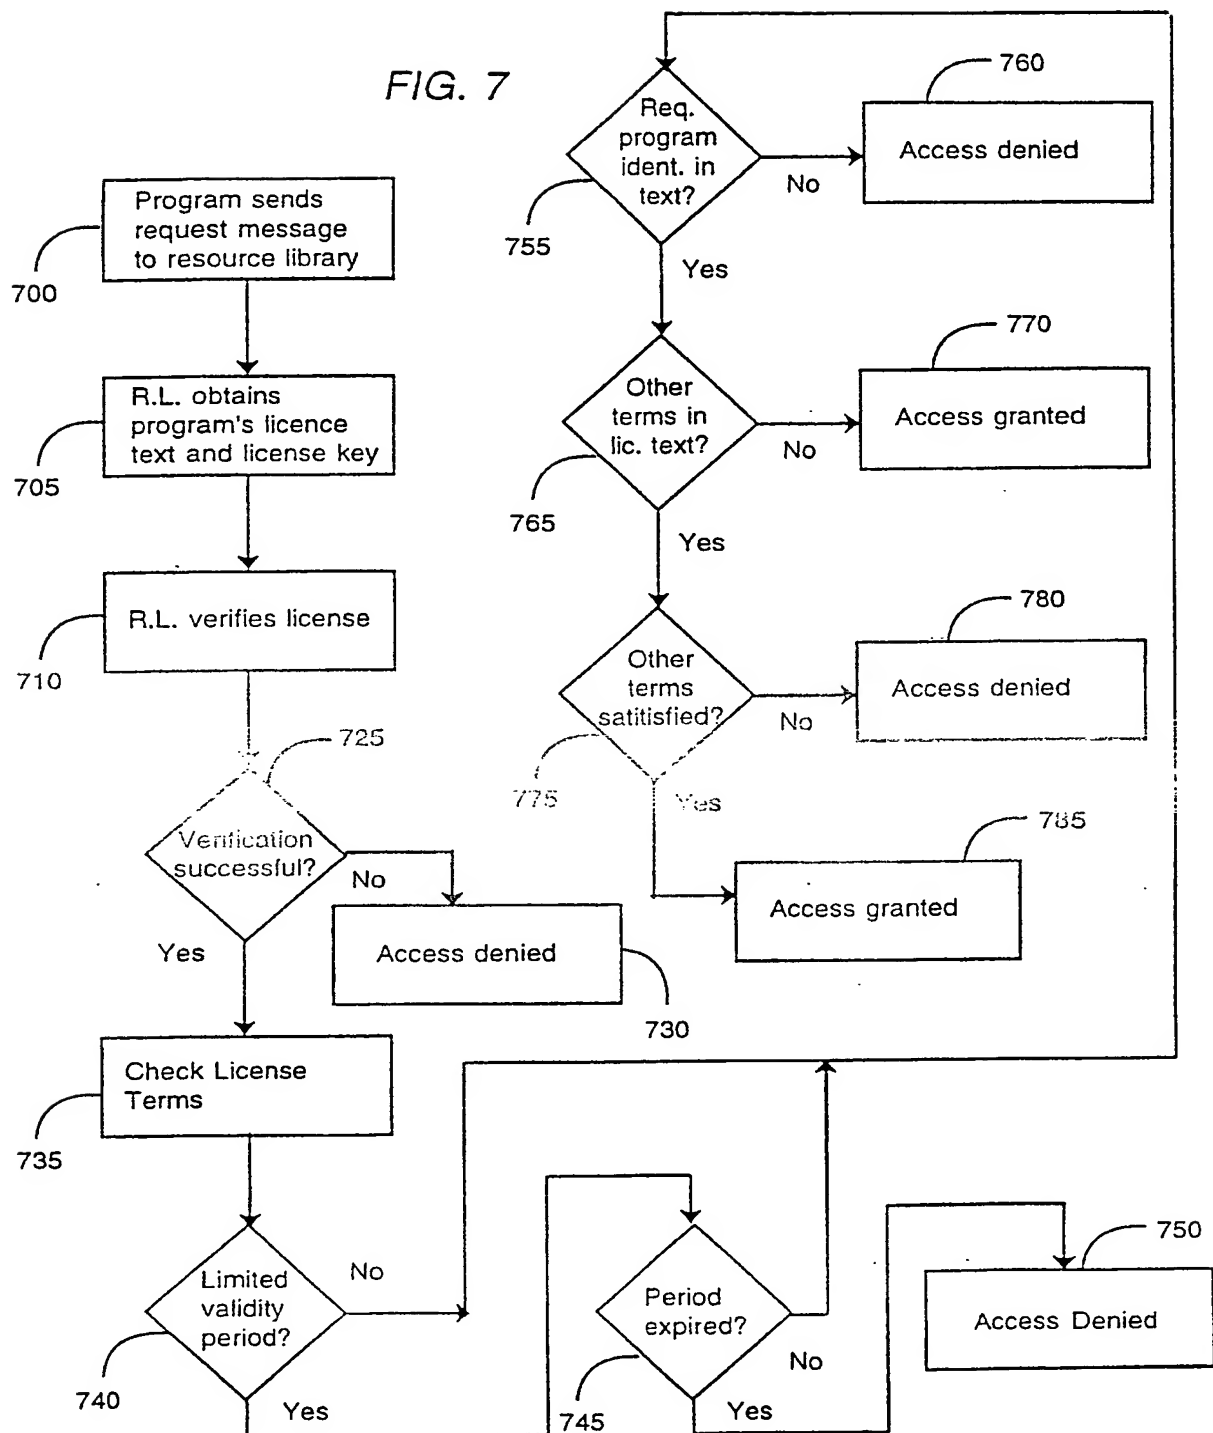 FIG. 7
Program sends
request message
to resource library
700
R.L. obtains
program's licence
text and license key
705
R.L. verifies license
710
725
Verification
successful?
No
Yes
Access denied
730
Check License
Terms
735
Limited
validity
period?
No
740
Yes
Period
expired?
No
745
Yes
750
Access Denied
Req.
program
ident. in
text?
No
755
Yes
760
Access denied
Other
terms in
lic. text?
No
765
Yes
770
Access granted
Other
terms
satitisfied?
No
775
Yes
780
Access denied
785
Access granted